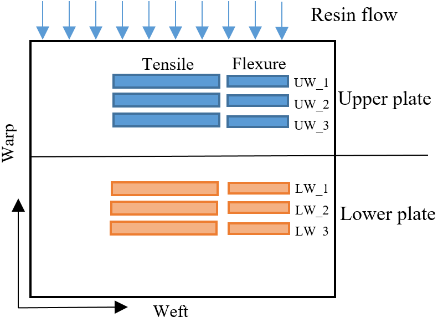 Resin flow
Tensile
Flexure
UW_1
UW_2
Upper plate
UW_3
Warp
LW_1
LW_2
Lower plate
LW_3
Weft